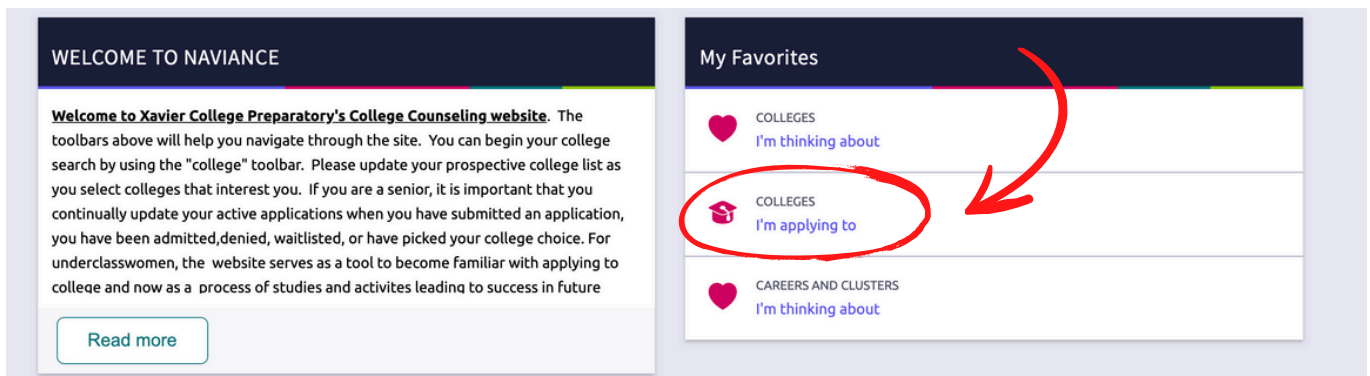 WELCOME TO NAVIANCE
Welcome to Xavier College Preparatory's College Counseling website. The
toolbars above will help you navigate through the site. You can begin your college
search by using the "college" toolbar. Please update your prospective college list as
you select colleges that interest you. If you are a senior, it is important that you
continually update your active applications when you have submitted an application,
you have been admitted,denied, waitlisted, or have picked your college choice. For
underclasswomen, the website serves as a tool to become familiar with applying to
college and now as a process of studies and activites leading to success in future
Read more
My Favorites
COLLEGES
I'm thinking about
COLLEGES
I'm applying to
CAREERS AND CLUSTERS
I'm thinking about